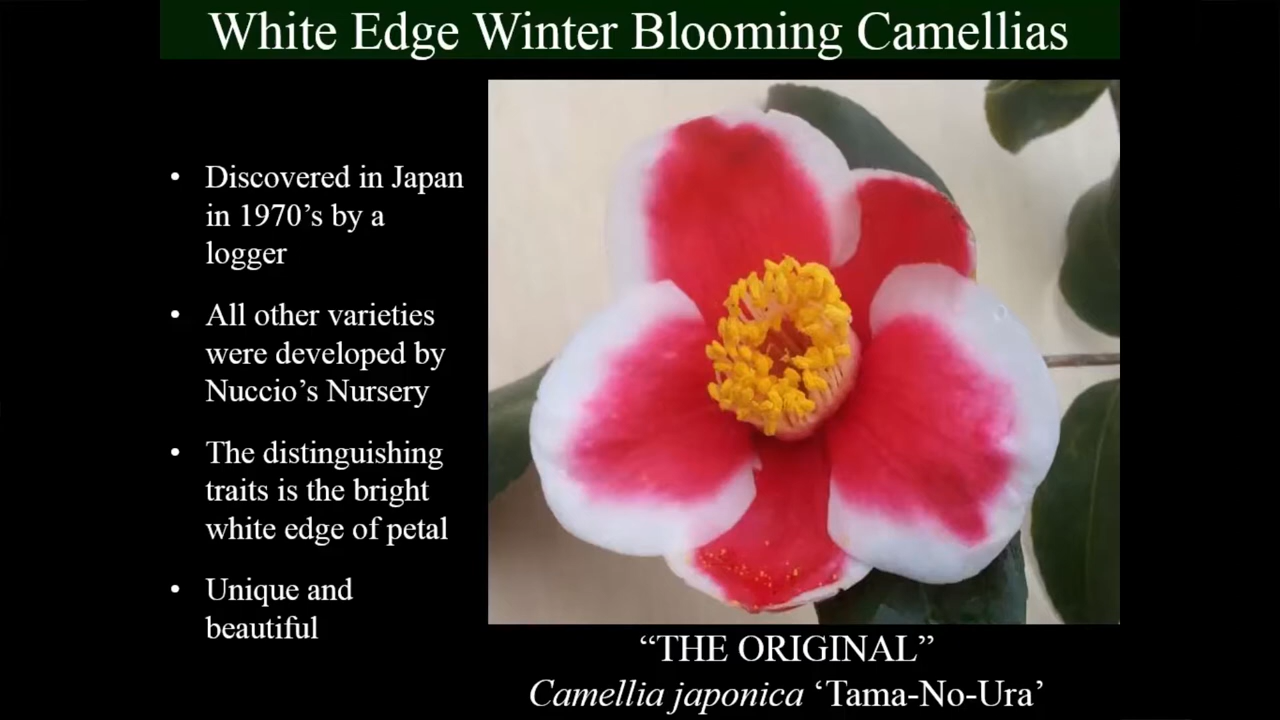 White Edge Winter Blooming Camellias
• Discovered in Japan
in 1970’s by a
logger
• All other varieties
were developed by
Nuccio’s Nursery
• The distinguishing
traits is the bright
white edge of petal
• Unique and
beautiful
“THE ORIGINAL”
Camellia japonica ‘Tama-No-Ura’